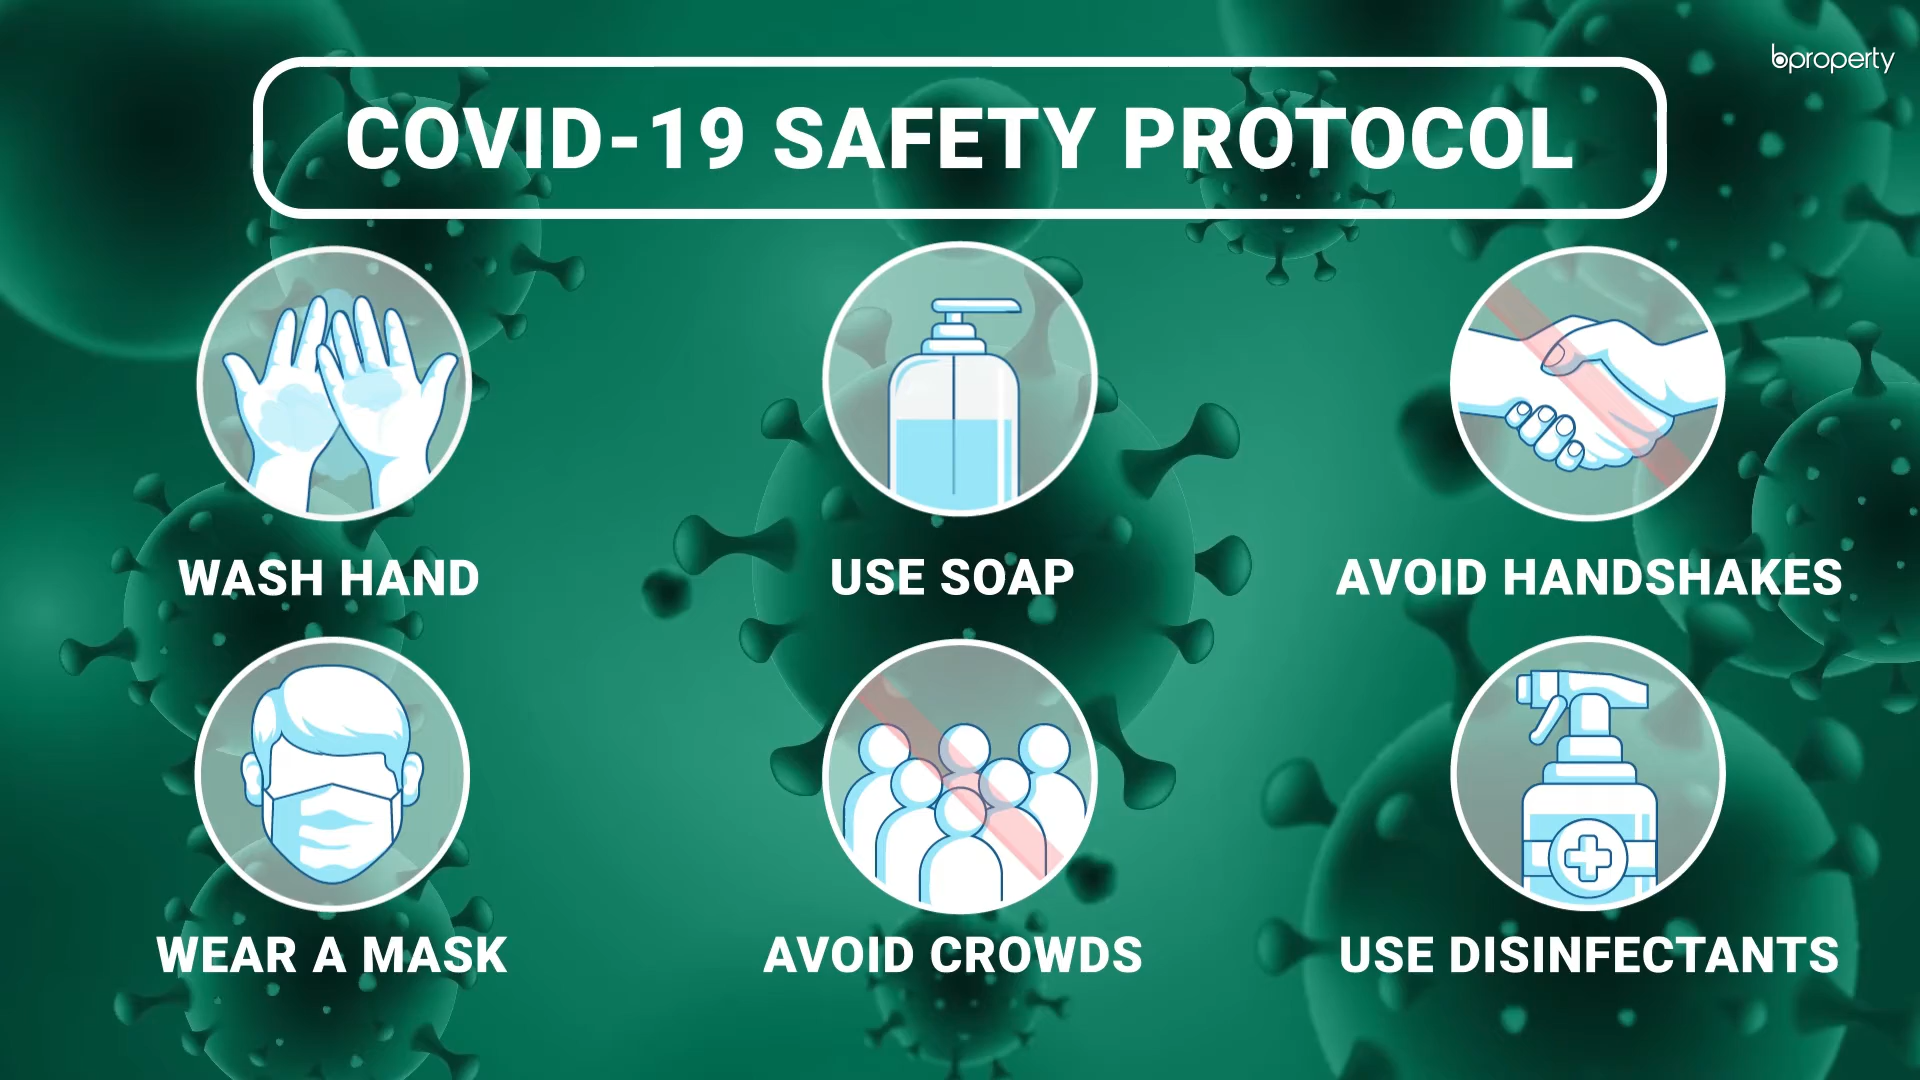 bproperty
COVID-19 SAFETY PROTOCOL
WASH HAND
USE SOAP
AVOID HANDSHAKES
WEAR A MASK
AVOID CROWDS
USE DISINFECTANTS